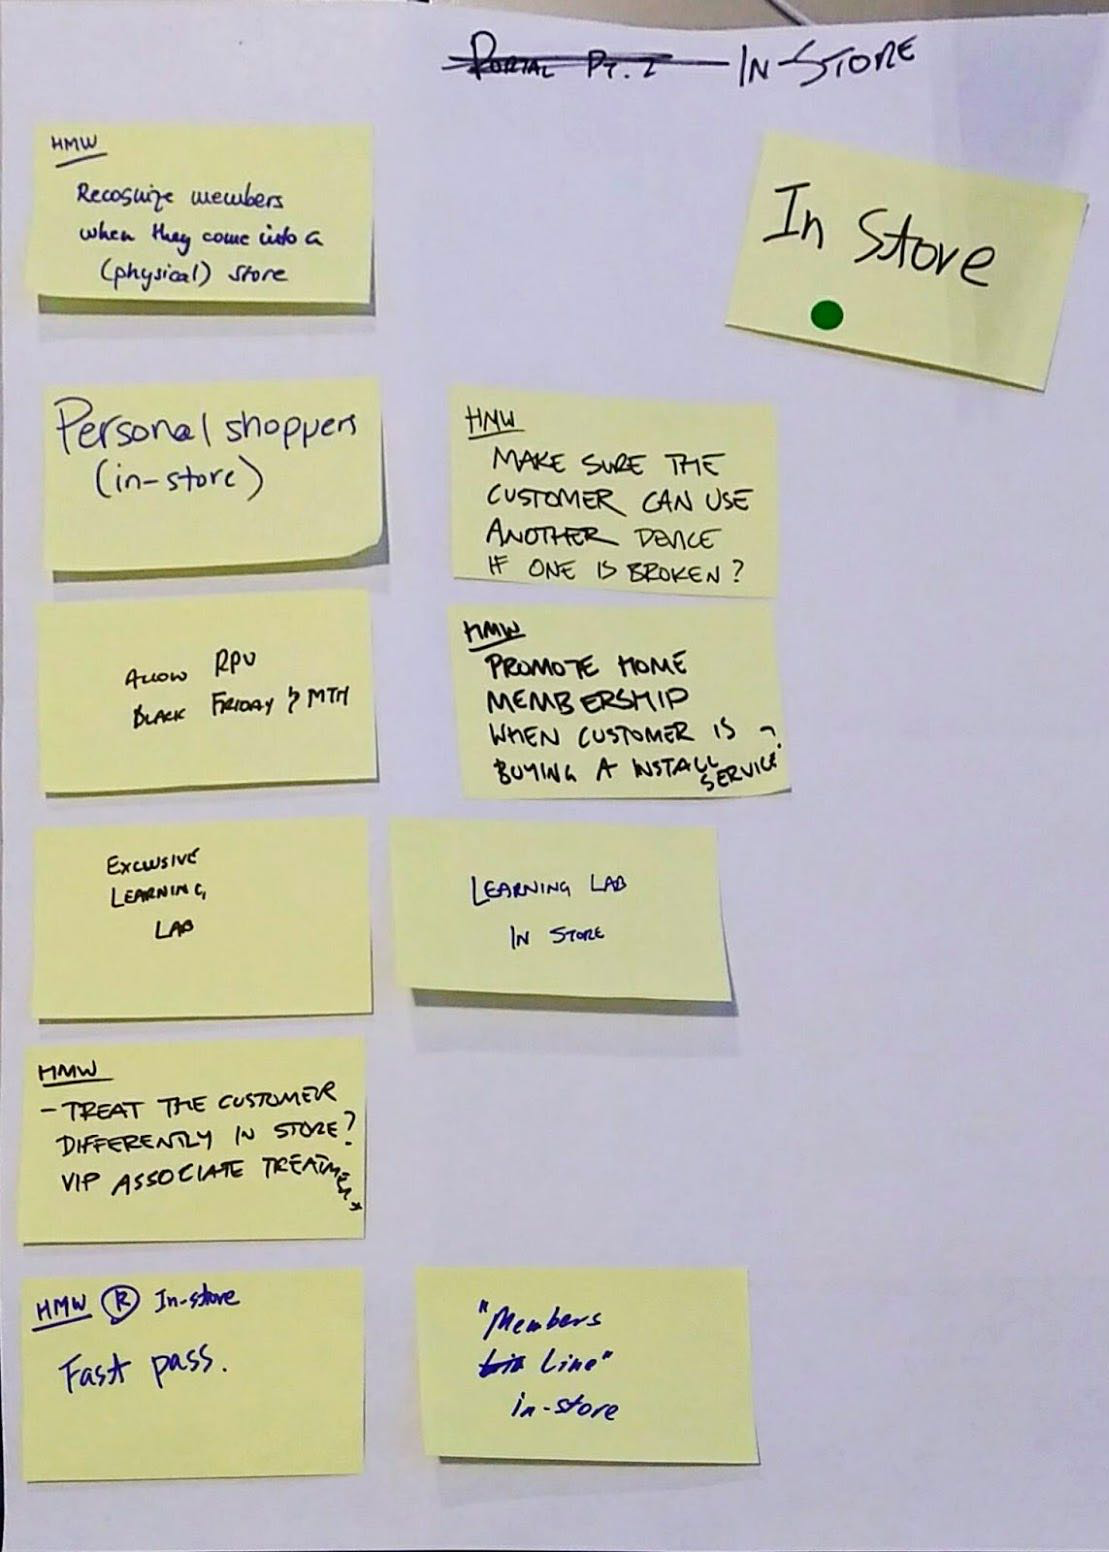 PORTAL PT. 2 IN-STORE
HMW
Recognize members
when they come into a
(physical) store
In Store
Personal shoppers
(in-store)
HMW
MAKE SURE THE
CUSTOMER CAN USE
ANOTHER DEVICE
IF ONE IS BROKEN?
ALLOW RPU
BLACK FRIDAY & MTH
HMW
PROMOTE HOME
MEMBERSHIP
WHEN CUSTOMER IS
BUYING A INSTALL
SERVICE?
EXCLUSIVE
LEARNING
LAB
LEARNING LAB
IN STORE
HMW
- TREAT THE CUSTOMER
DIFFERENTLY IN STORE?
VIP ASSOCIATE TREATMENT
HMW R In-store
Fast pass.
"Members
Line"
in-store